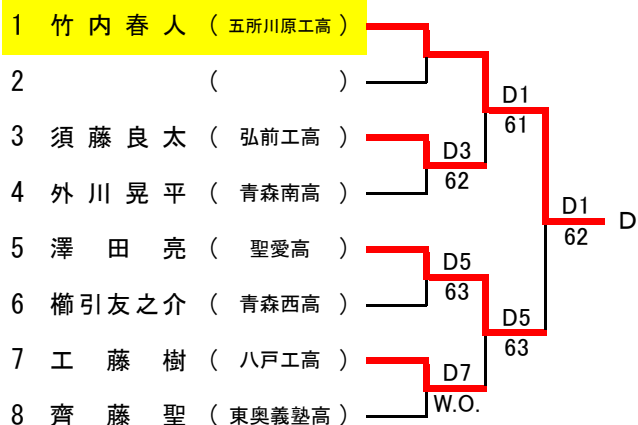 1 竹内春人 ( 五所川原工高 )
2 ( )
D1
61
3 須藤良太 ( 弘前工高 )
D3
62
4 外川晃平 ( 青森南高 )
D1
62
D
5 澤田亮 ( 聖愛高 )
D5
63
6 櫛引友之介 ( 青森西高 )
D5
63
7 工藤樹 ( 八戸工高 )
D7
W.O.
8 齊藤聖 ( 東奥義塾高 )